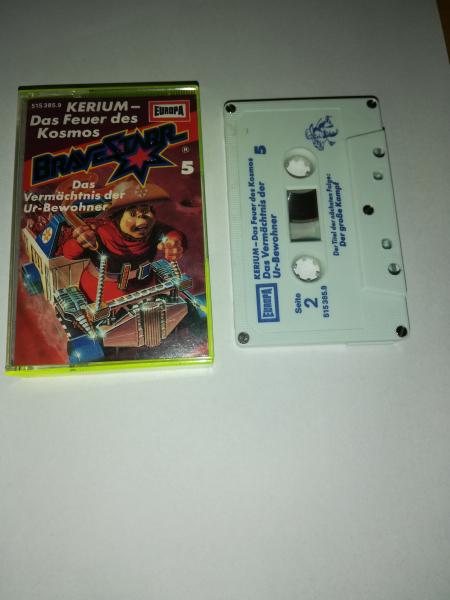 515 385.9
KERIUM –
Das Feuer des
Kosmos
EUROPA
BRAVESTARR
®
5
Das
Vermächtnis der
Ur-Bewohner
EUROPA
KERIUM – Das Feuer des Kosmos
Das Vermächtnis der
Ur-Bewohner
5
Seite
2
515 385.9
Der Titel der nächsten Folge:
Der große Kampf